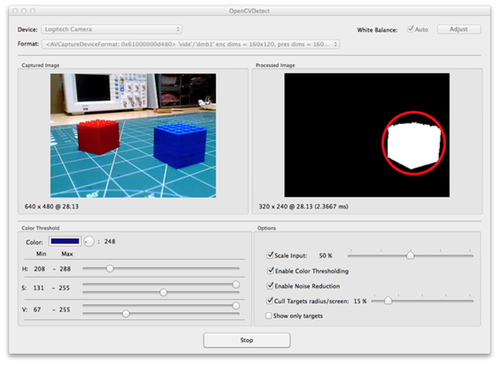 OpenCVDetect
Device: Logitech Camera White Balance: Auto Adjust
Format: <AVCaptureDeviceFormat: 0x61000000d480> 'vide'/'dmb1' enc dims = 160x120, pres dims = 160...
Captured Image Processed Image
640 x 480 @ 28.13 320 x 240 @ 28.13 (2.3667 ms)
Color Threshold Options
Color: : 248
Min Max
Scale Input: 50 %
H: 208 - 288
Enable Color Thresholding
S: 131 - 255
Enable Noise Reduction
Cull Targets radius/screen: 15 %
V: 67 - 255
Show only targets
Stop